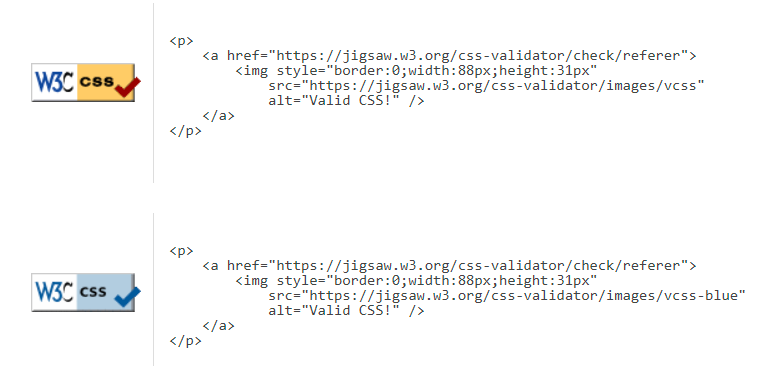 <p>
<a href="https://jigsaw.w3.org/css-validator/check/referer">
<img style="border:0;width:88px;height:31px"
src="https://jigsaw.w3.org/css-validator/images/vcss"
alt="Valid CSS!" />
</a>
</p>
W3C css
<p>
<a href="https://jigsaw.w3.org/css-validator/check/referer">
<img style="border:0;width:88px;height:31px"
src="https://jigsaw.w3.org/css-validator/images/vcss-blue"
alt="Valid CSS!" />
</a>
</p>
W3C css